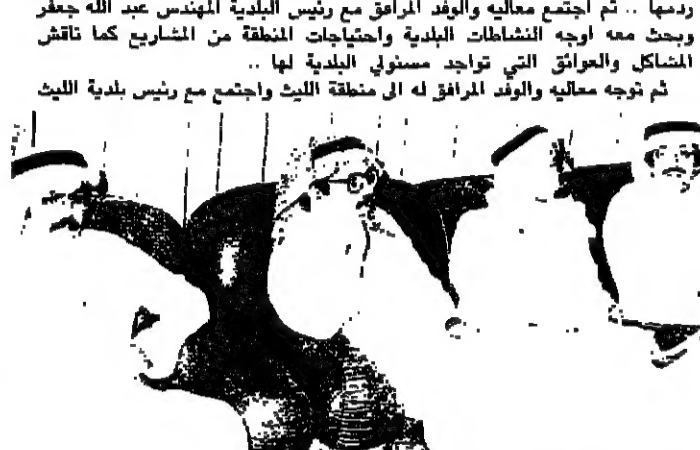 ردمها .. ثم اجتمع معاليه والوفد المرافق مع رئيس البلدية المهندس عبد الله جعفر
وبحث معه اوجه النشاطات البلدية واحتياجات المنطقة من المشاريع كما ناقش
المشاكل والعوائق التي تواجد مسئولي البلدية لها ..
ثم توجه معاليه والوفد المرافق له الى منطقة الليث واجتمع مع رئيس بلدية الليث